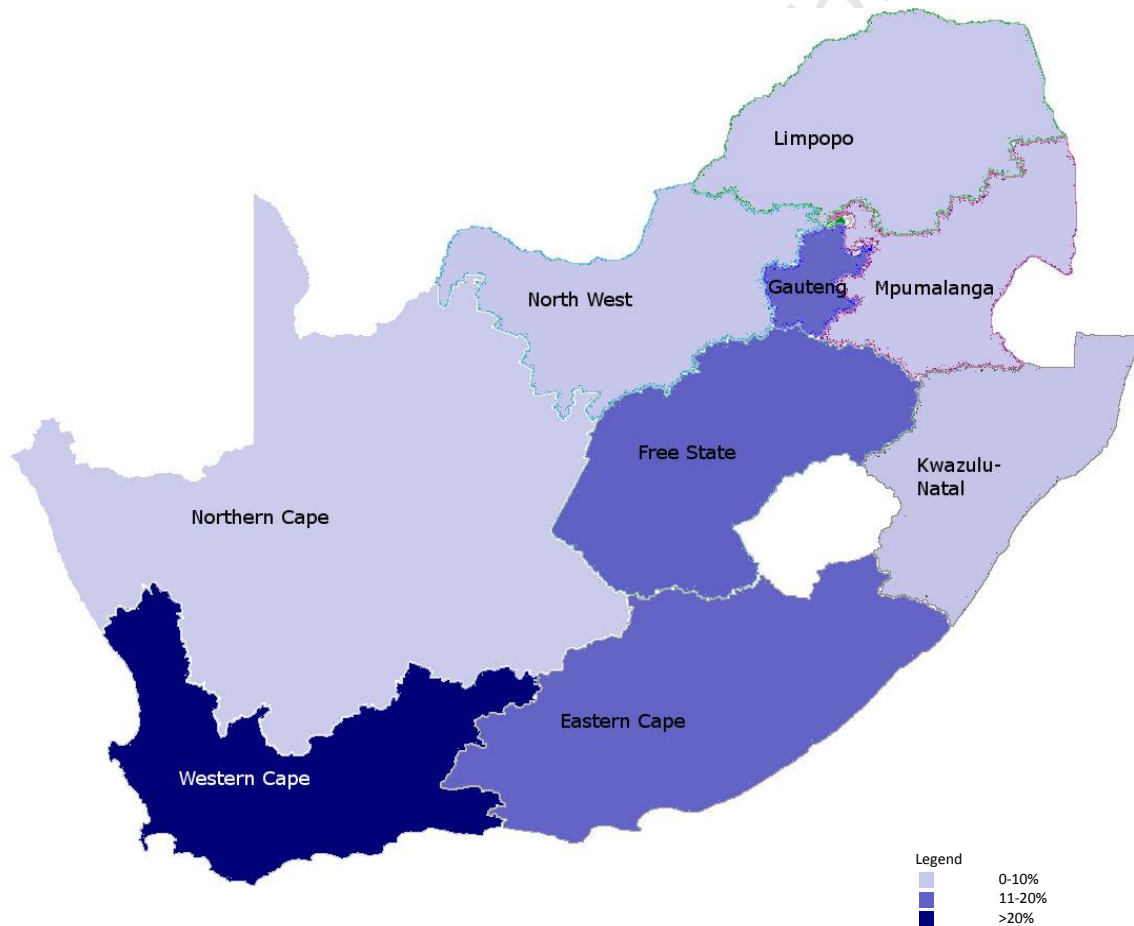 Limpopo
North West
Gauteng
Mpumalanga
Free State
Kwazulu-
Natal
Northern Cape
Eastern Cape
Western Cape
Legend
0-10%
11-20%
>20%